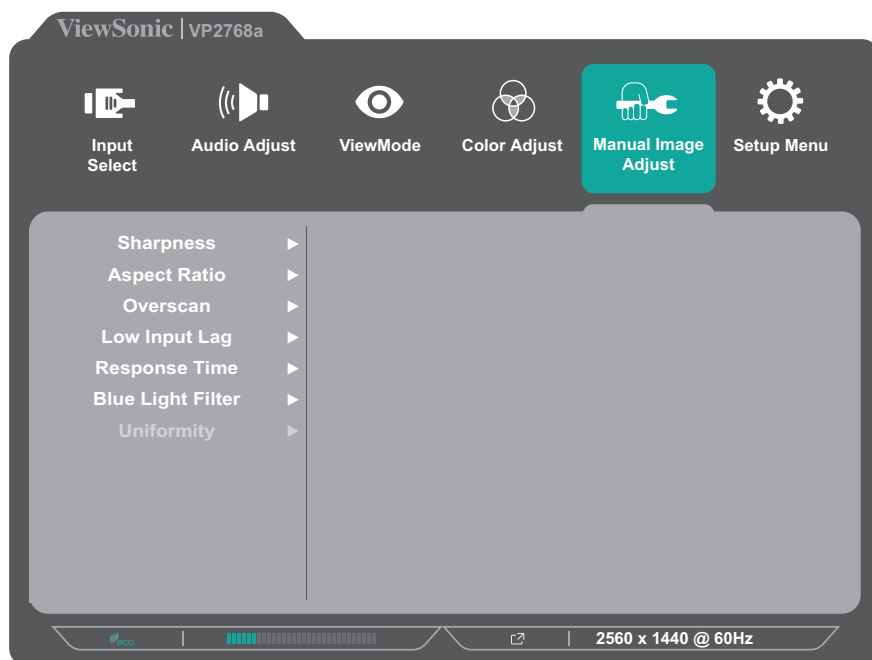 ViewSonic | VP2768a
Input Select
Audio Adjust
ViewMode
Color Adjust
Manual Image Adjust
Setup Menu
Sharpness
Aspect Ratio
Overscan
Low Input Lag
Response Time
Blue Light Filter
Uniformity
eco
2560 x 1440 @ 60Hz